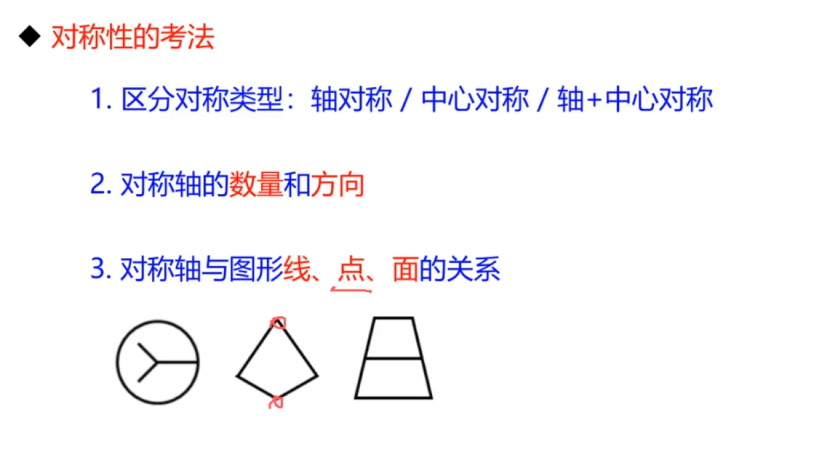 ◆ 对称性的考法
1. 区分对称类型：轴对称 / 中心对称 / 轴+中心对称
2. 对称轴的数量和方向
3. 对称轴与图形线、点、面的关系